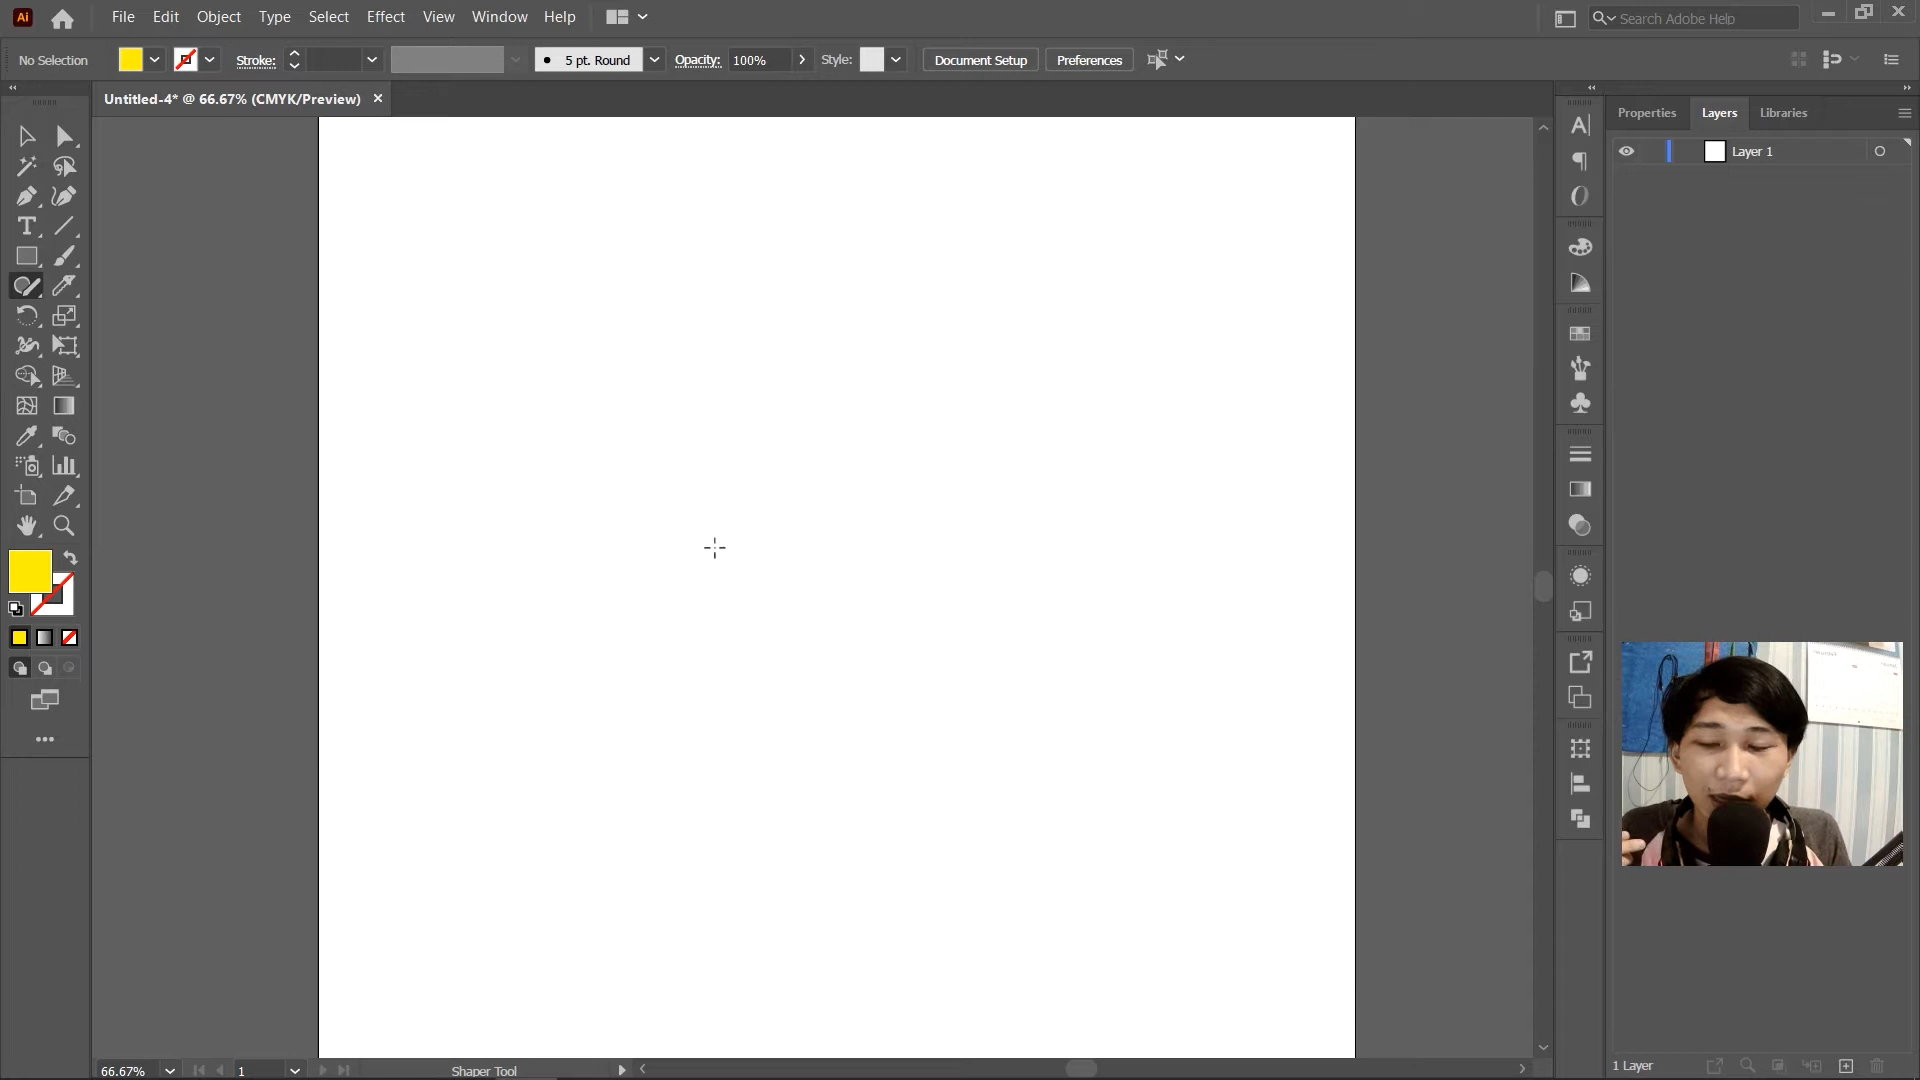 Ai File Edit Object Type Select Effect View Window Help Search Adobe Help
No Selection Stroke: 5 pt. Round Opacity: 100% Style: Document Setup Preferences
Untitled-4* @ 66.67% (CMYK/Preview)
Properties Layers Libraries
Layer 1
66.67% 1 Shaper Tool
1 Layer